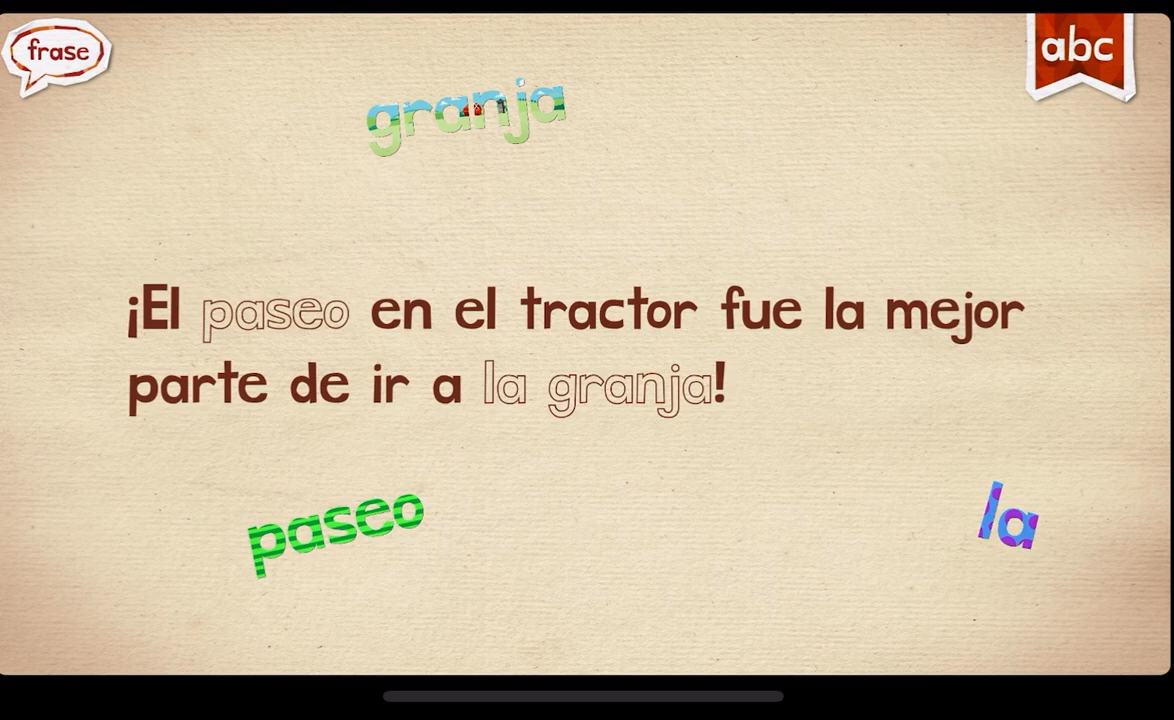 frase
abc
granja
¡El paseo en el tractor fue la mejor
parte de ir a la granja!
paseo
la